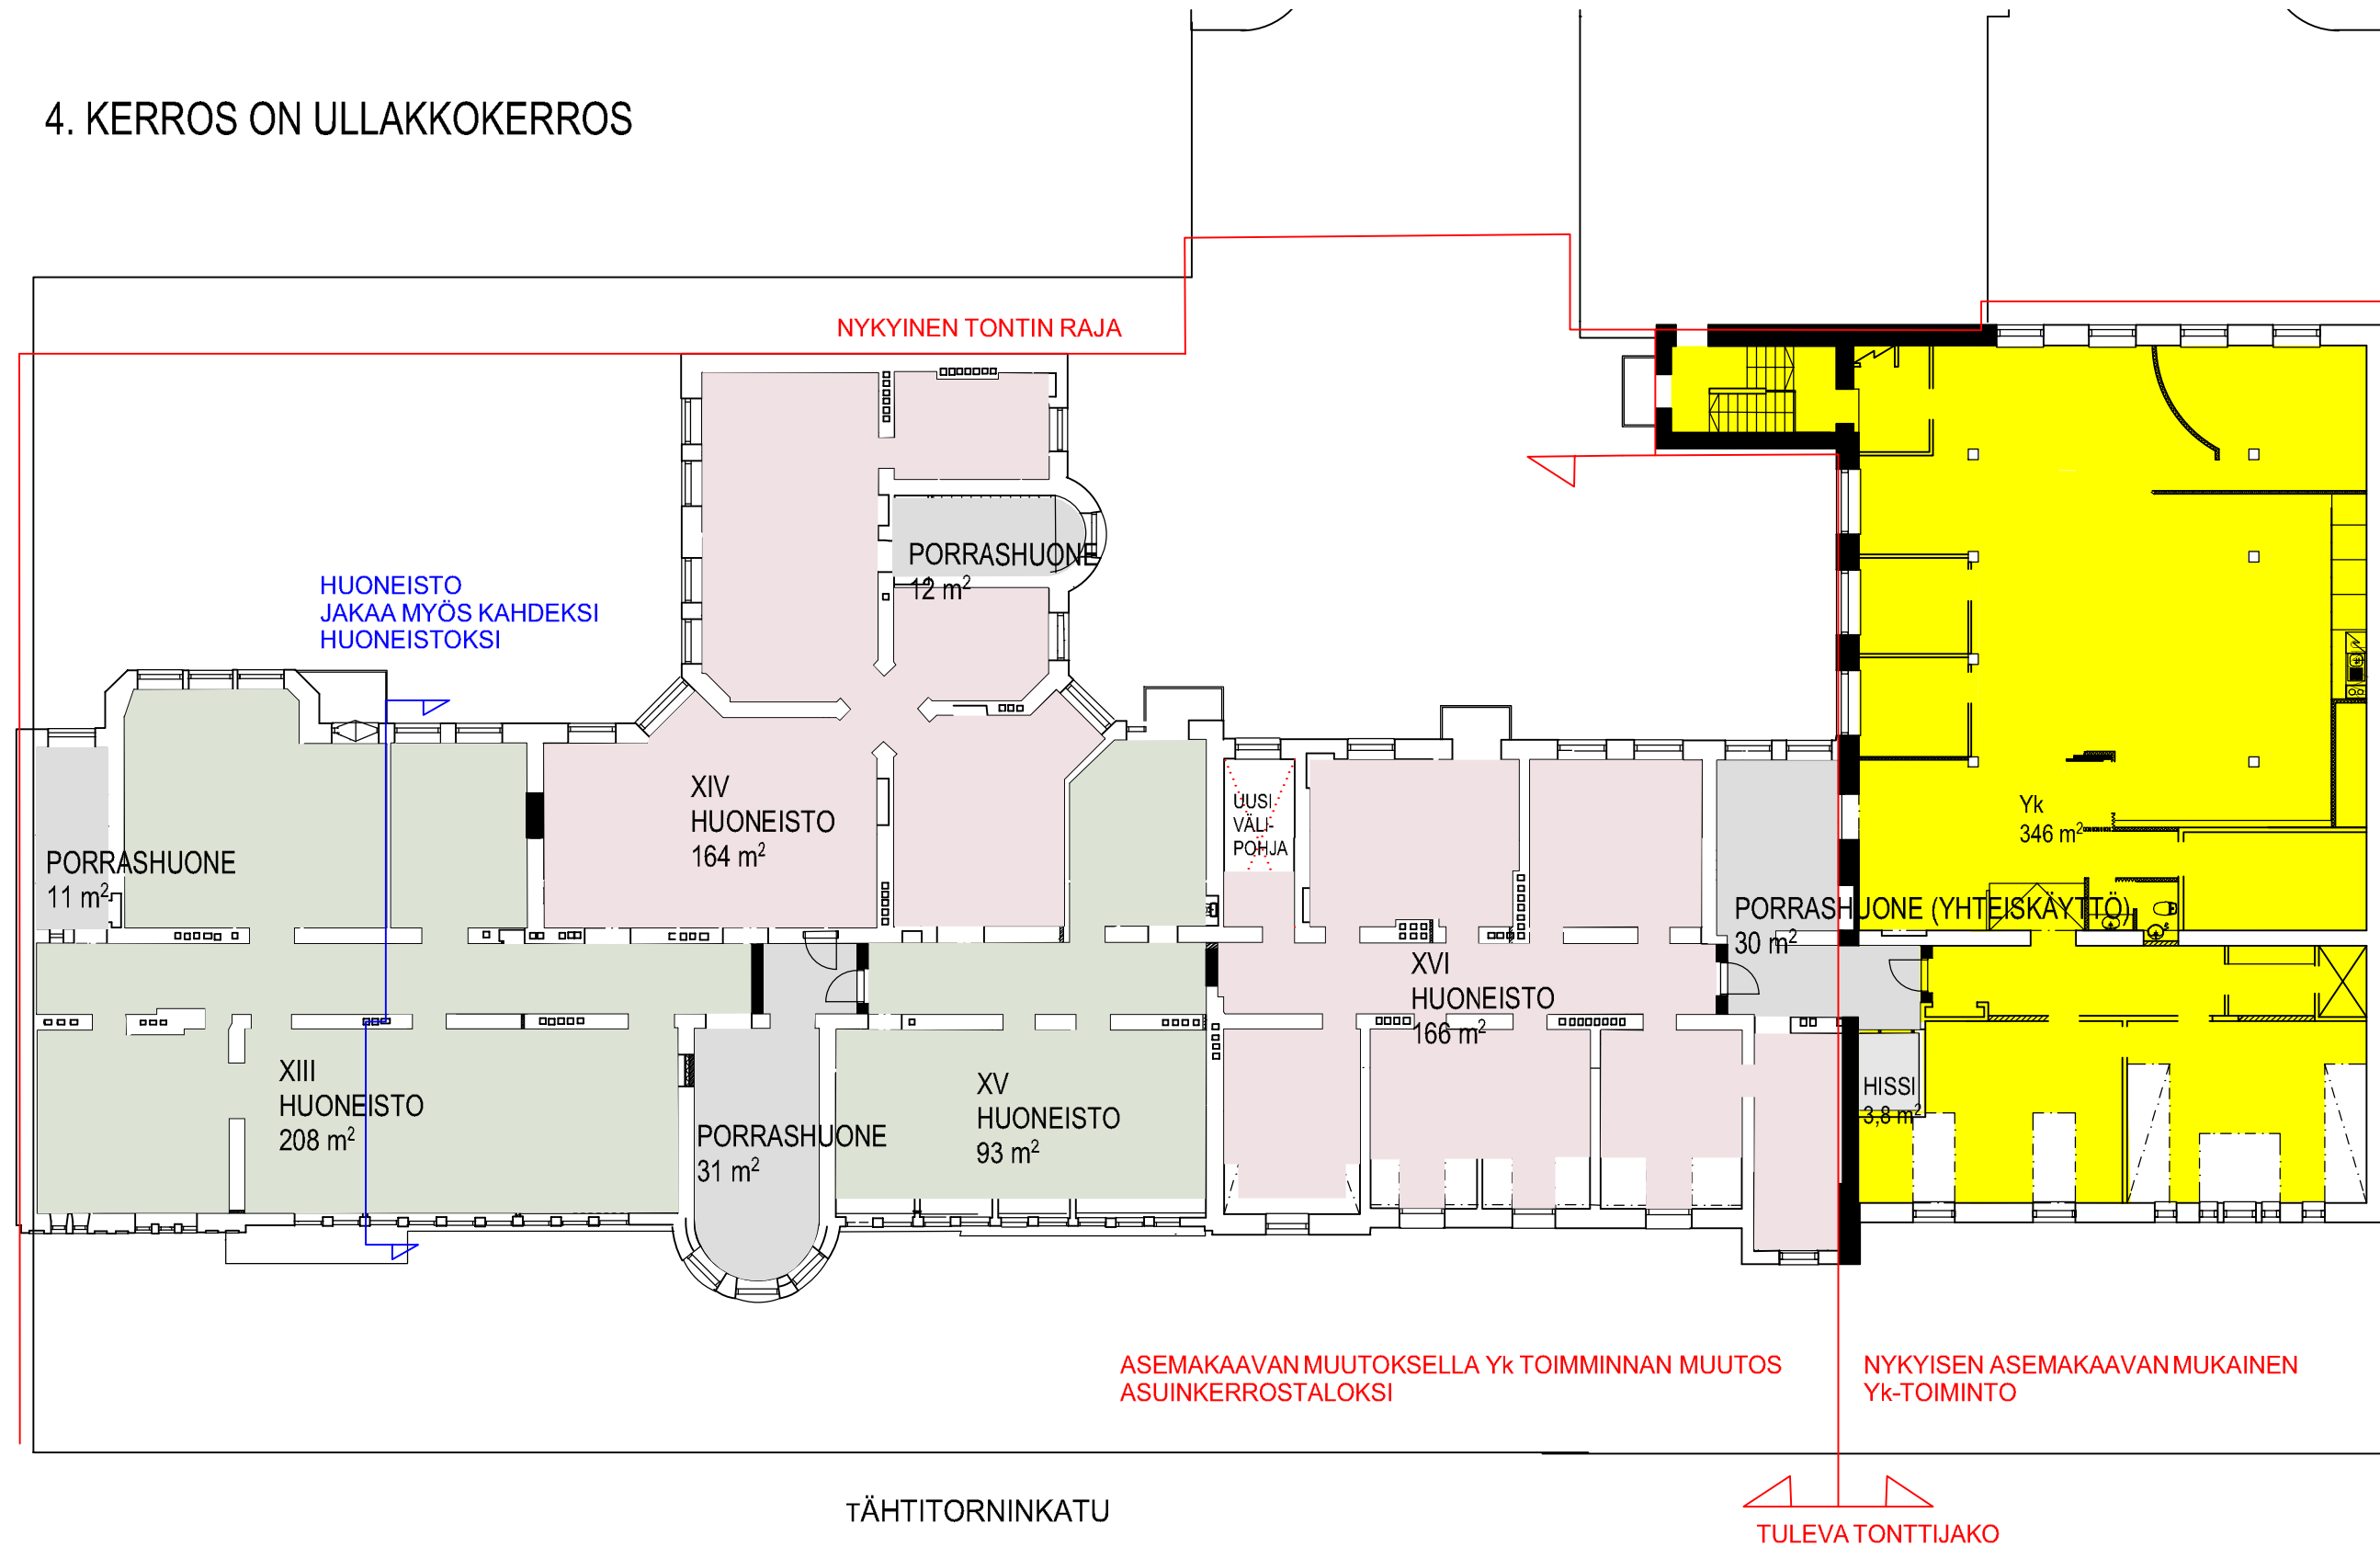 4. KERROS ON ULLAKKOKERROS
NYKYINEN TONTIN RAJA
HUONEISTO
JAKAA MYÖS KAHDEKSI
HUONEISTOKSI
PORRASHUONE
12 m²
XIV
HUONEISTO
164 m²
UUSI
VÄLI-
POHJA
Yk
346 m²
PORRASHUONE
11 m²
PORRASHUONE (YHTEISKÄYTTÖ)
30 m²
XVI
HUONEISTO
166 m²
XIII
HUONEISTO
208 m²
XV
HUONEISTO
93 m²
HISSI
3,8 m²
PORRASHUONE
31 m²
ASEMAKAAVAN MUUTOKSELLA Yk TOIMMINNAN MUUTOS
ASUINKERROSTALOKSI
NYKYISEN ASEMAKAAVAN MUKAINEN
Yk-TOIMINTO
TÄHTITORNINKATU
TULEVA TONTTIJAKO